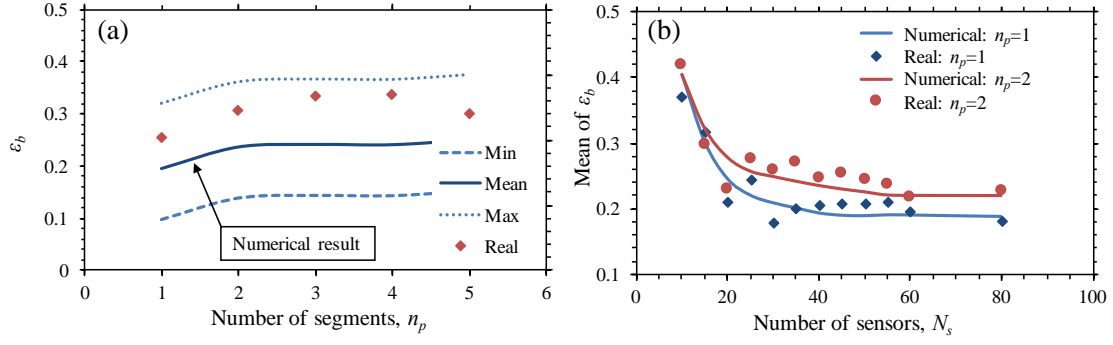 (a)
0.5
0.4
0.3
0.2
0.1
0
ε_b
0 1 2 3 4 5 6
Number of segments, n_p
Min
Mean
Max
Real
Numerical result
(b)
0.5
0.4
0.3
0.2
0.1
Mean of ε_b
0 20 40 60 80 100
Number of sensors, N_s
Numerical: n_p=1
Real: n_p=1
Numerical: n_p=2
Real: n_p=2